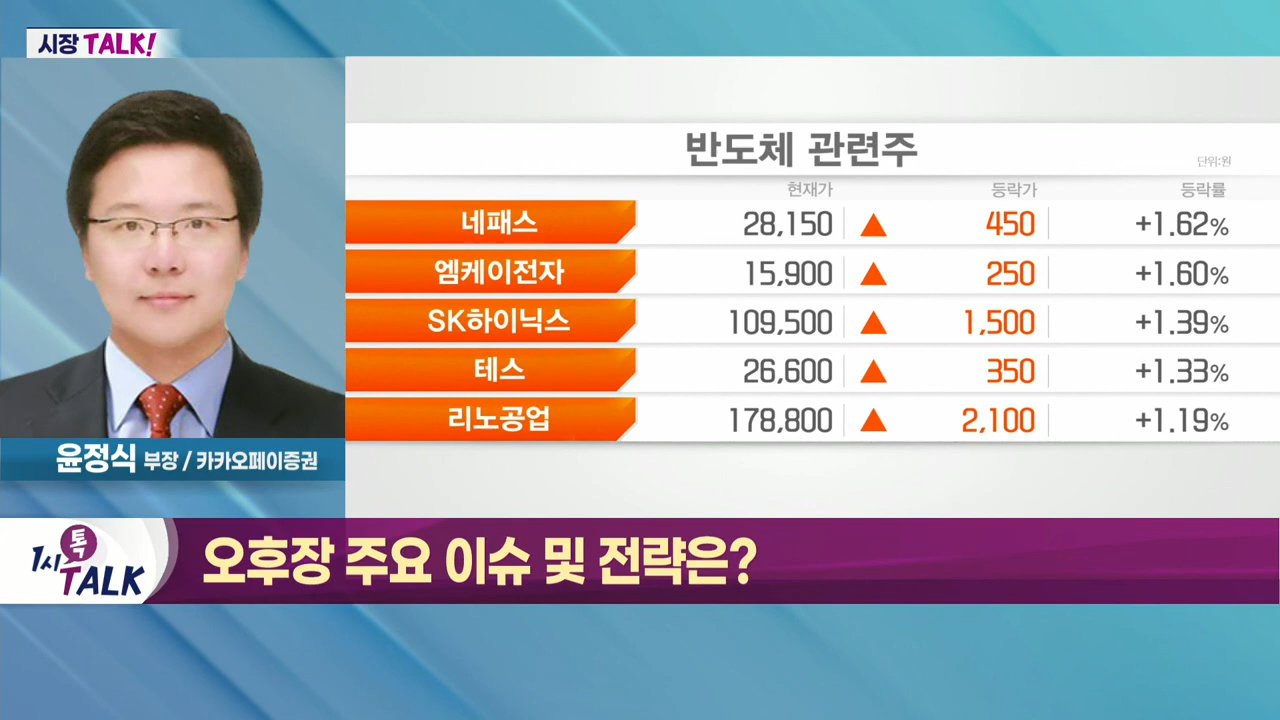 시장 TALK!
반도체 관련주
단위:원
현재가 등락가 등락률
네패스 28,150 ▲ 450 +1.62%
엠케이전자 15,900 ▲ 250 +1.60%
SK하이닉스 109,500 ▲ 1,500 +1.39%
테스 26,600 ▲ 350 +1.33%
리노공업 178,800 ▲ 2,100 +1.19%
윤정식 부장 / 카카오페이증권
1시 톡 TALK
오후장 주요 이슈 및 전략은?